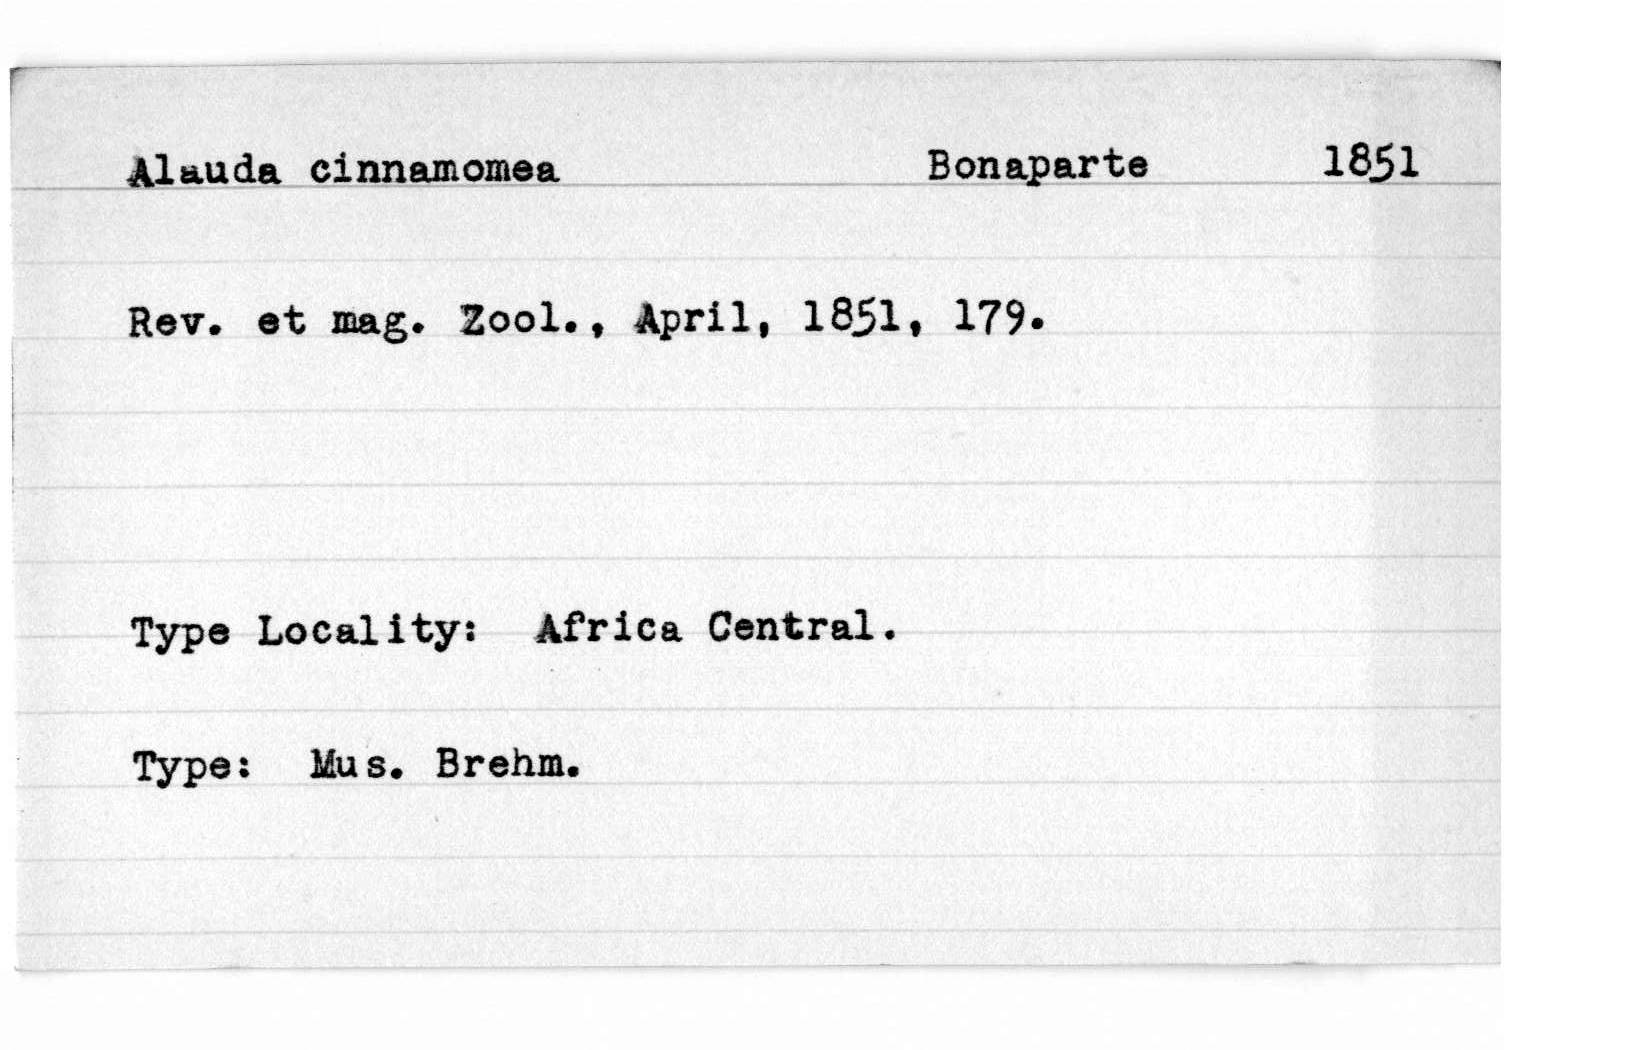 Alauda cinnamomea Bonaparte 1851
Rev. et mag. Zool., April, 1851, 179.
Type Locality: Africa Central.
Type: Mus. Brehm.